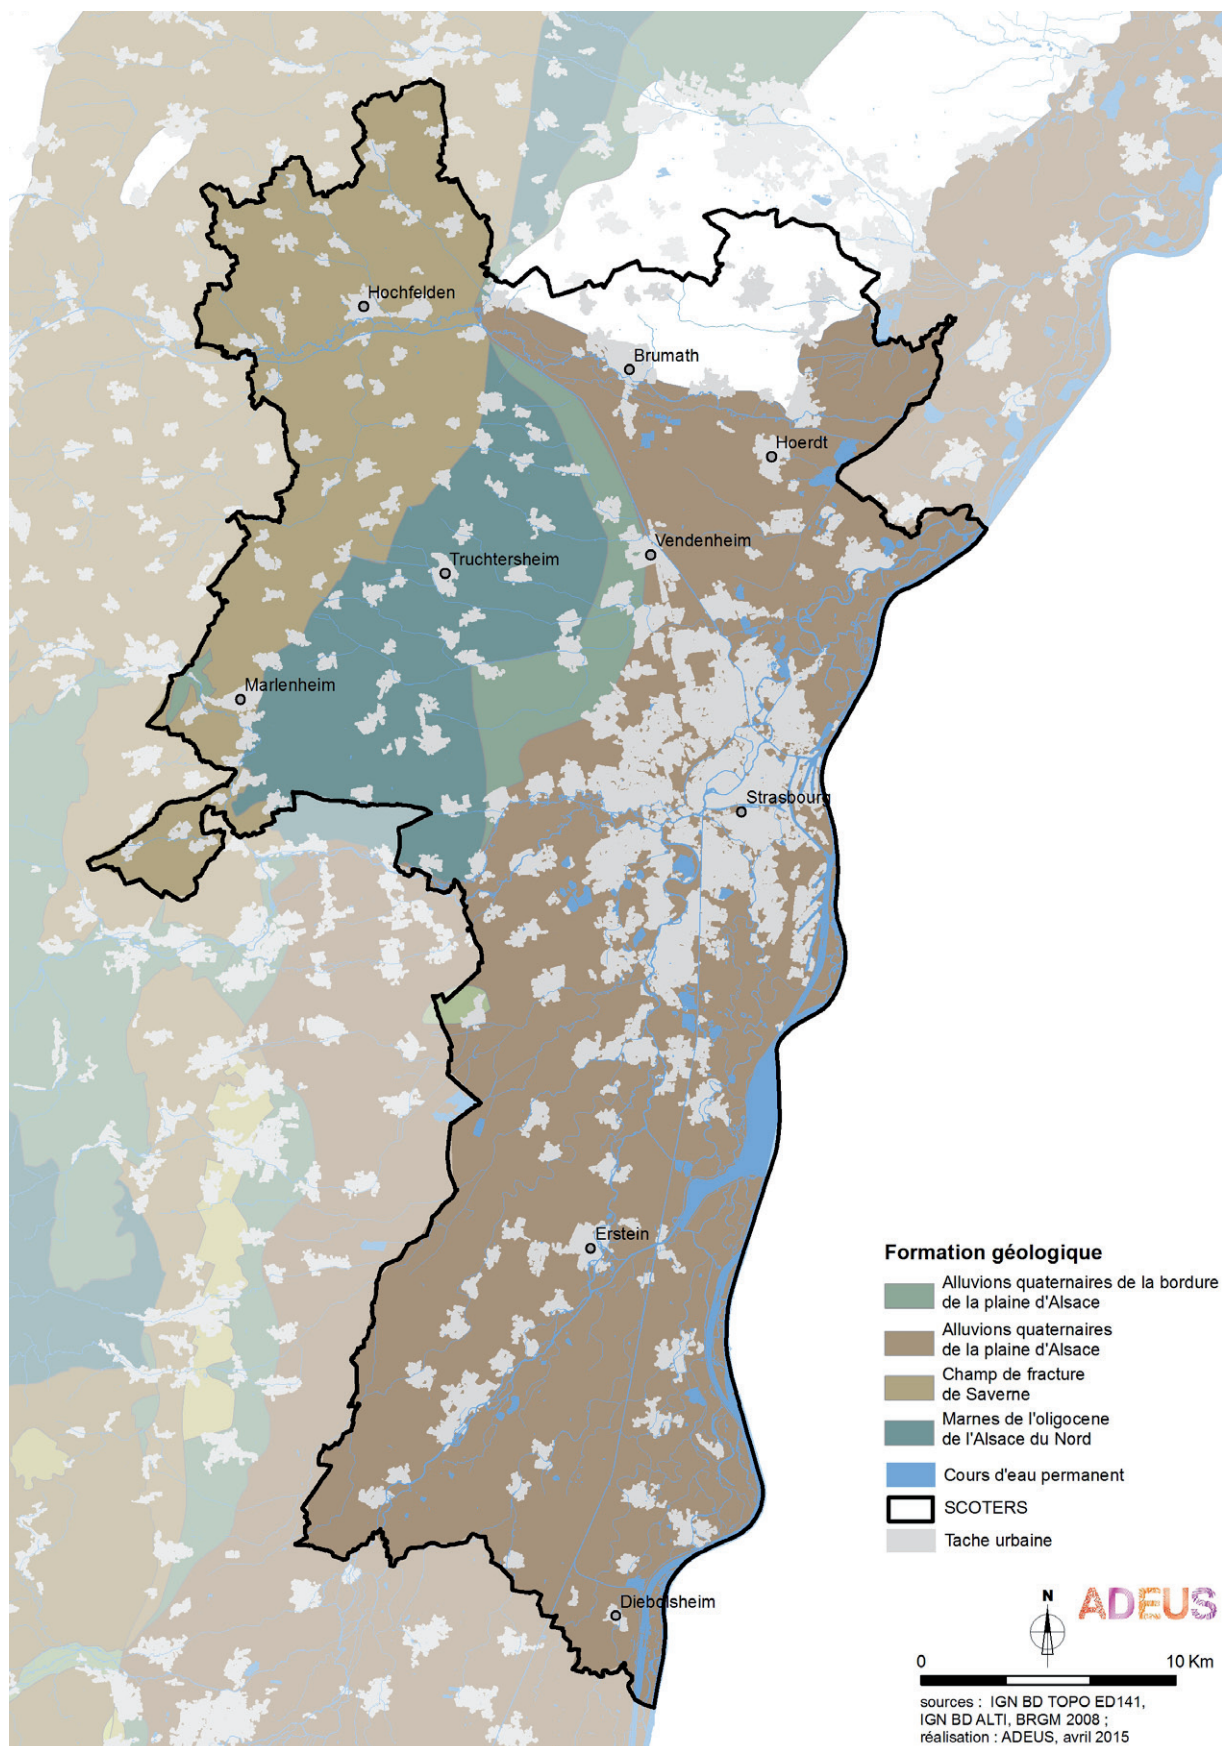 Hochfelden
Brumath
Hoerdt
Vendenheim
Truchtersheim
Marlenheim
Strasbourg
Erstein
Diebolsheim
Formation géologique
Alluvions quaternaires de la bordure
de la plaine d'Alsace
Alluvions quaternaires
de la plaine d'Alsace
Champ de fracture
de Saverne
Marnes de l'oligocene
de l'Alsace du Nord
Cours d'eau permanent
SCOTERS
Tache urbaine
N
ADEUS
0 10 Km
sources : IGN BD TOPO ED141,
IGN BD ALTI, BRGM 2008 ;
réalisation : ADEUS, avril 2015